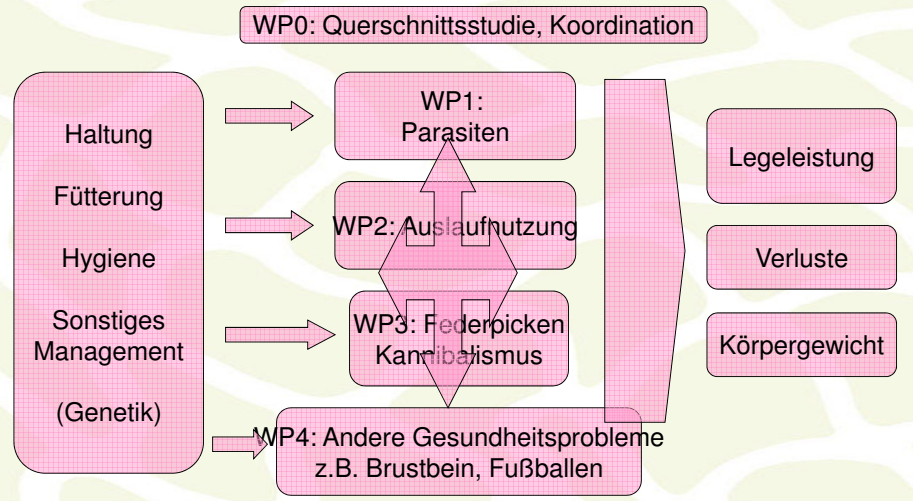 WP0: Querschnittsstudie, Koordination
Haltung
Fütterung
Hygiene
Sonstiges
Management
(Genetik)
WP1:
Parasiten
WP2: Auslaufnutzung
WP3: Federpicken
Kannibalismus
WP4: Andere Gesundheitsprobleme
z.B. Brustbein, Fußballen
Legeleistung
Verluste
Körpergewicht